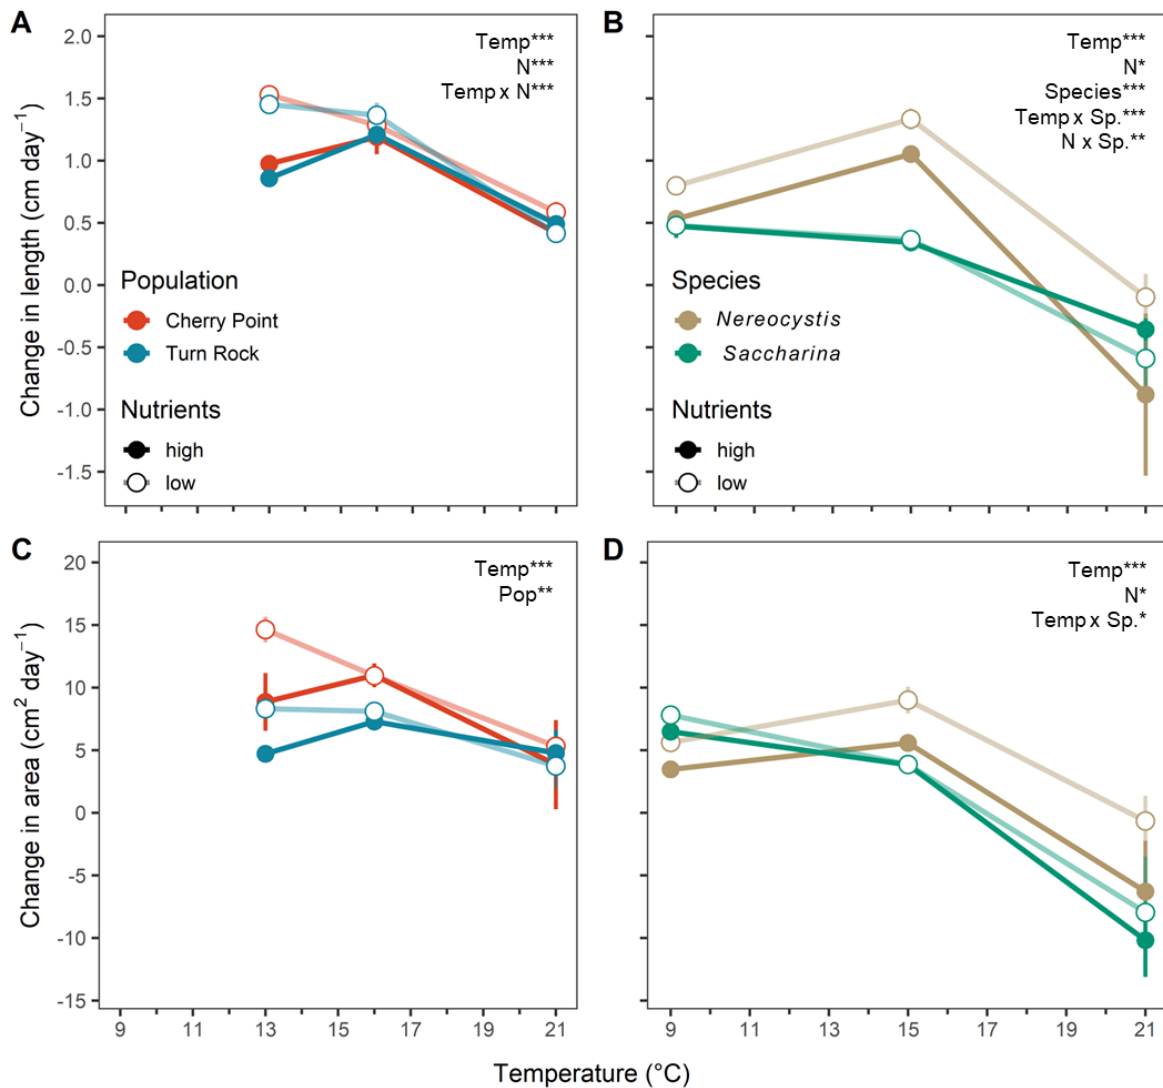 A
Temp***
N***
Temp x N***
2.0
1.5
1.0
0.5
0.0
-0.5
-1.0
-1.5
Change in length (cm day⁻¹)
Population
Cherry Point
Turn Rock
Nutrients
high
low
B
Temp***
N*
Species***
Temp x Sp.***
N x Sp.**
Species
Nereocystis
Saccharina
Nutrients
high
low
C
Temp***
Pop**
20
15
10
5
0
-5
-10
-15
Change in area (cm² day⁻¹)
9 11 13 15 17 19 21
D
Temp***
N*
Temp x Sp.*
9 11 13 15 17 19 21
Temperature (°C)